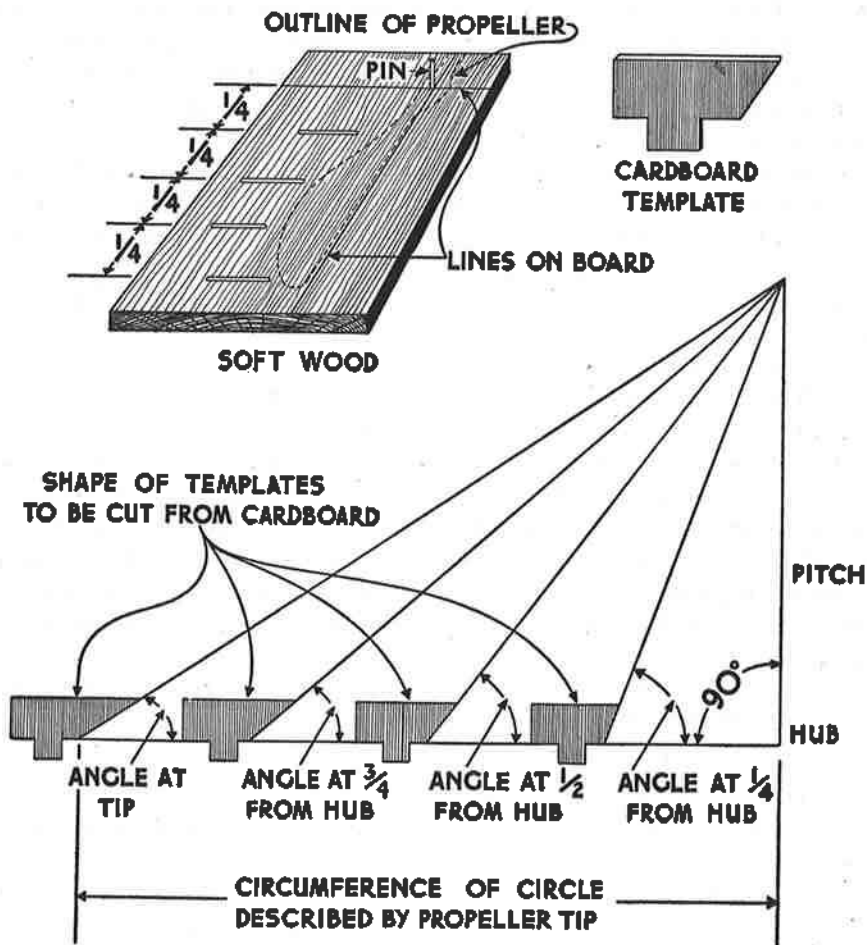 OUTLINE OF PROPELLER
PIN
1/4
1/4
1/4
1/4
CARDBOARD
TEMPLATE
LINES ON BOARD
SOFT WOOD
SHAPE OF TEMPLATES
TO BE CUT FROM CARDBOARD
PITCH
90°
HUB
ANGLE AT
TIP
ANGLE AT 3/4
FROM HUB
ANGLE AT 1/2
FROM HUB
ANGLE AT 1/4
FROM HUB
CIRCUMFERENCE OF CIRCLE
DESCRIBED BY PROPELLER TIP